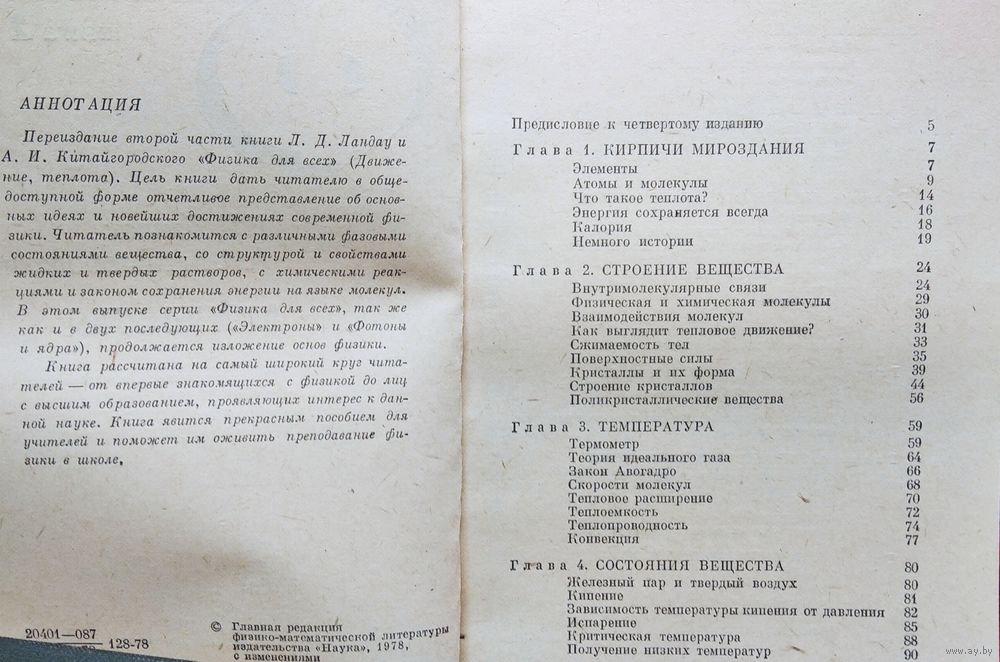 АННОТАЦИЯ
Переиздание второй части книги Л. Д. Ландау и
А. И. Китайгородского «Физика для всех» (Движе-
ние, теплота). Цель книги дать читателю в обще-
доступной форме отчетливое представление об основ-
ных идеях и новейших достижениях современной фи-
зики. Читатель познакомится с различными фазовыми
состояниями вещества, со структурой и свойствами
жидких и твердых растворов, с химическими реак-
циями и законом сохранения энергии на языке молекул.
В этом выпуске серии «Физика для всех», так же
как и в двух последующих («Электроны» и «Фотоны
и ядра»), продолжается изложение основ физики.
Книга рассчитана на самый широкий круг чита-
телей — от впервые знакомящихся с физикой до лиц
с высшим образованием, проявляющих интерес к дан-
ной науке. Книга явится прекрасным пособием для
учителей и поможет им оживить преподавание фи-
зики в школе.
20401—087
128-78
© Главная редакция
физико-математической литературы
издательства «Наука», 1978,
с изменениями
Предисловие к четвертому изданию 5
Глава 1. КИРПИЧИ МИРОЗДАНИЯ 7
Элементы 7
Атомы и молекулы 9
Что такое теплота? 14
Энергия сохраняется всегда 16
Калория 18
Немного истории 19
Глава 2. СТРОЕНИЕ ВЕЩЕСТВА 24
Внутримолекулярные связи 24
Физическая и химическая молекулы 29
Взаимодействия молекул 30
Как выглядит тепловое движение? 31
Сжимаемость тел 33
Поверхностные силы 35
Кристаллы и их форма 39
Строение кристаллов 44
Поликристаллические вещества 56
Глава 3. ТЕМПЕРАТУРА 59
Термометр 59
Теория идеального газа 64
Закон Авогадро 66
Скорости молекул 68
Тепловое расширение 70
Теплоемкость 72
Теплопроводность 74
Конвекция 77
Глава 4. СОСТОЯНИЯ ВЕЩЕСТВА 80
Железный пар и твердый воздух 80
Кипение 81
Зависимость температуры кипения от давления 82
Испарение 85
Критическая температура 88
Получение низких температур 90
www.ay.by